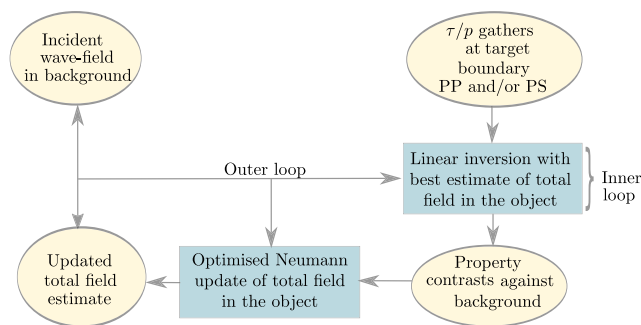 Incident
wave-field
in background
τ/p gathers
at target
boundary
PP and/or PS
Outer loop
Linear inversion with
best estimate of total
field in the object
Inner
loop
Updated
total field
estimate
Optimised Neumann
update of total field
in the object
Property
contrasts against
background